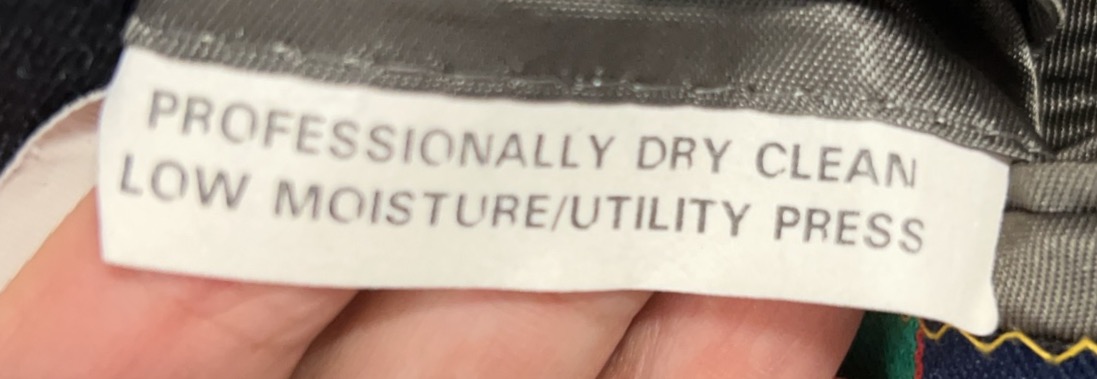 PROFESSIONALLY DRY CLEAN
LOW MOISTURE/UTILITY PRESS